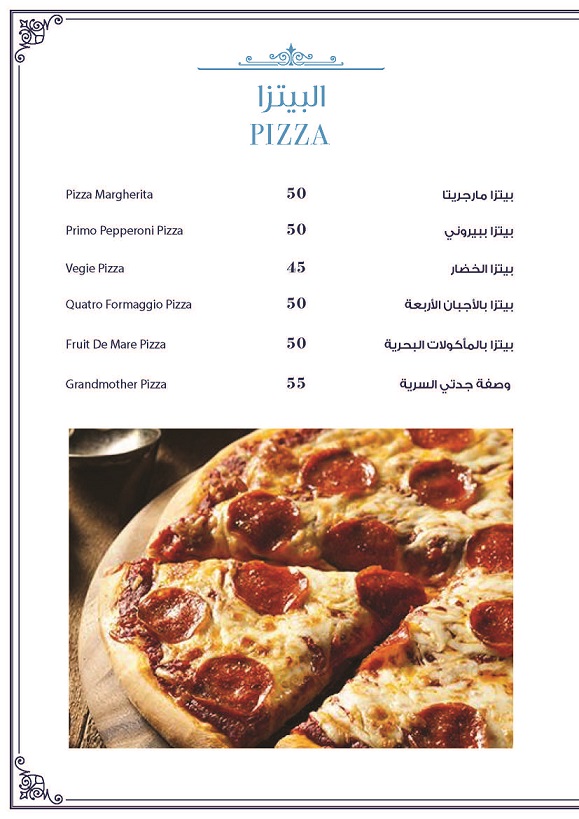 البيتزا
PIZZA
Pizza Margherita 50 بيتزا مارجريتا
Primo Pepperoni Pizza 50 بيتزا ببيروني
Vegie Pizza 45 بيتزا الخضار
Quatro Formaggio Pizza 50 بيتزا بالأجبان الأربعة
Fruit De Mare Pizza 50 بيتزا بالمأكولات البحرية
Grandmother Pizza 55 وصفة جدتي السرية